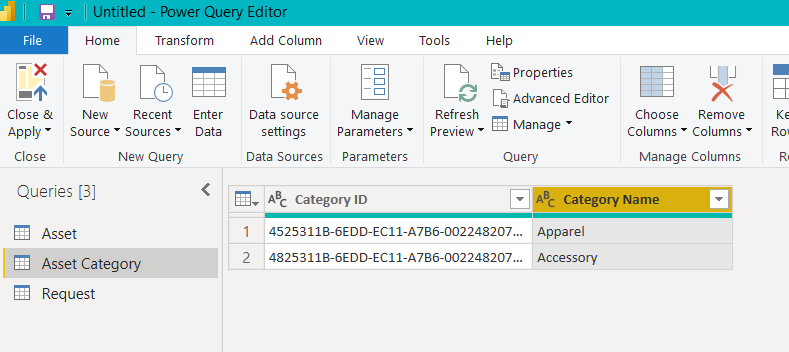 Untitled - Power Query Editor
File Home Transform Add Column View Tools Help
Close & Apply
New Source
Recent Sources
Enter Data
Data source settings
Manage Parameters
Refresh Preview
Properties
Advanced Editor
Manage
Choose Columns
Remove Columns
Close New Query Data Sources Parameters Query Manage Columns
Queries [3]
Asset
Asset Category
Request
ABC Category ID ABC Category Name
1 4525311B-6EDD-EC11-A7B6-002248207... Apparel
2 4825311B-6EDD-EC11-A7B6-002248207... Accessory